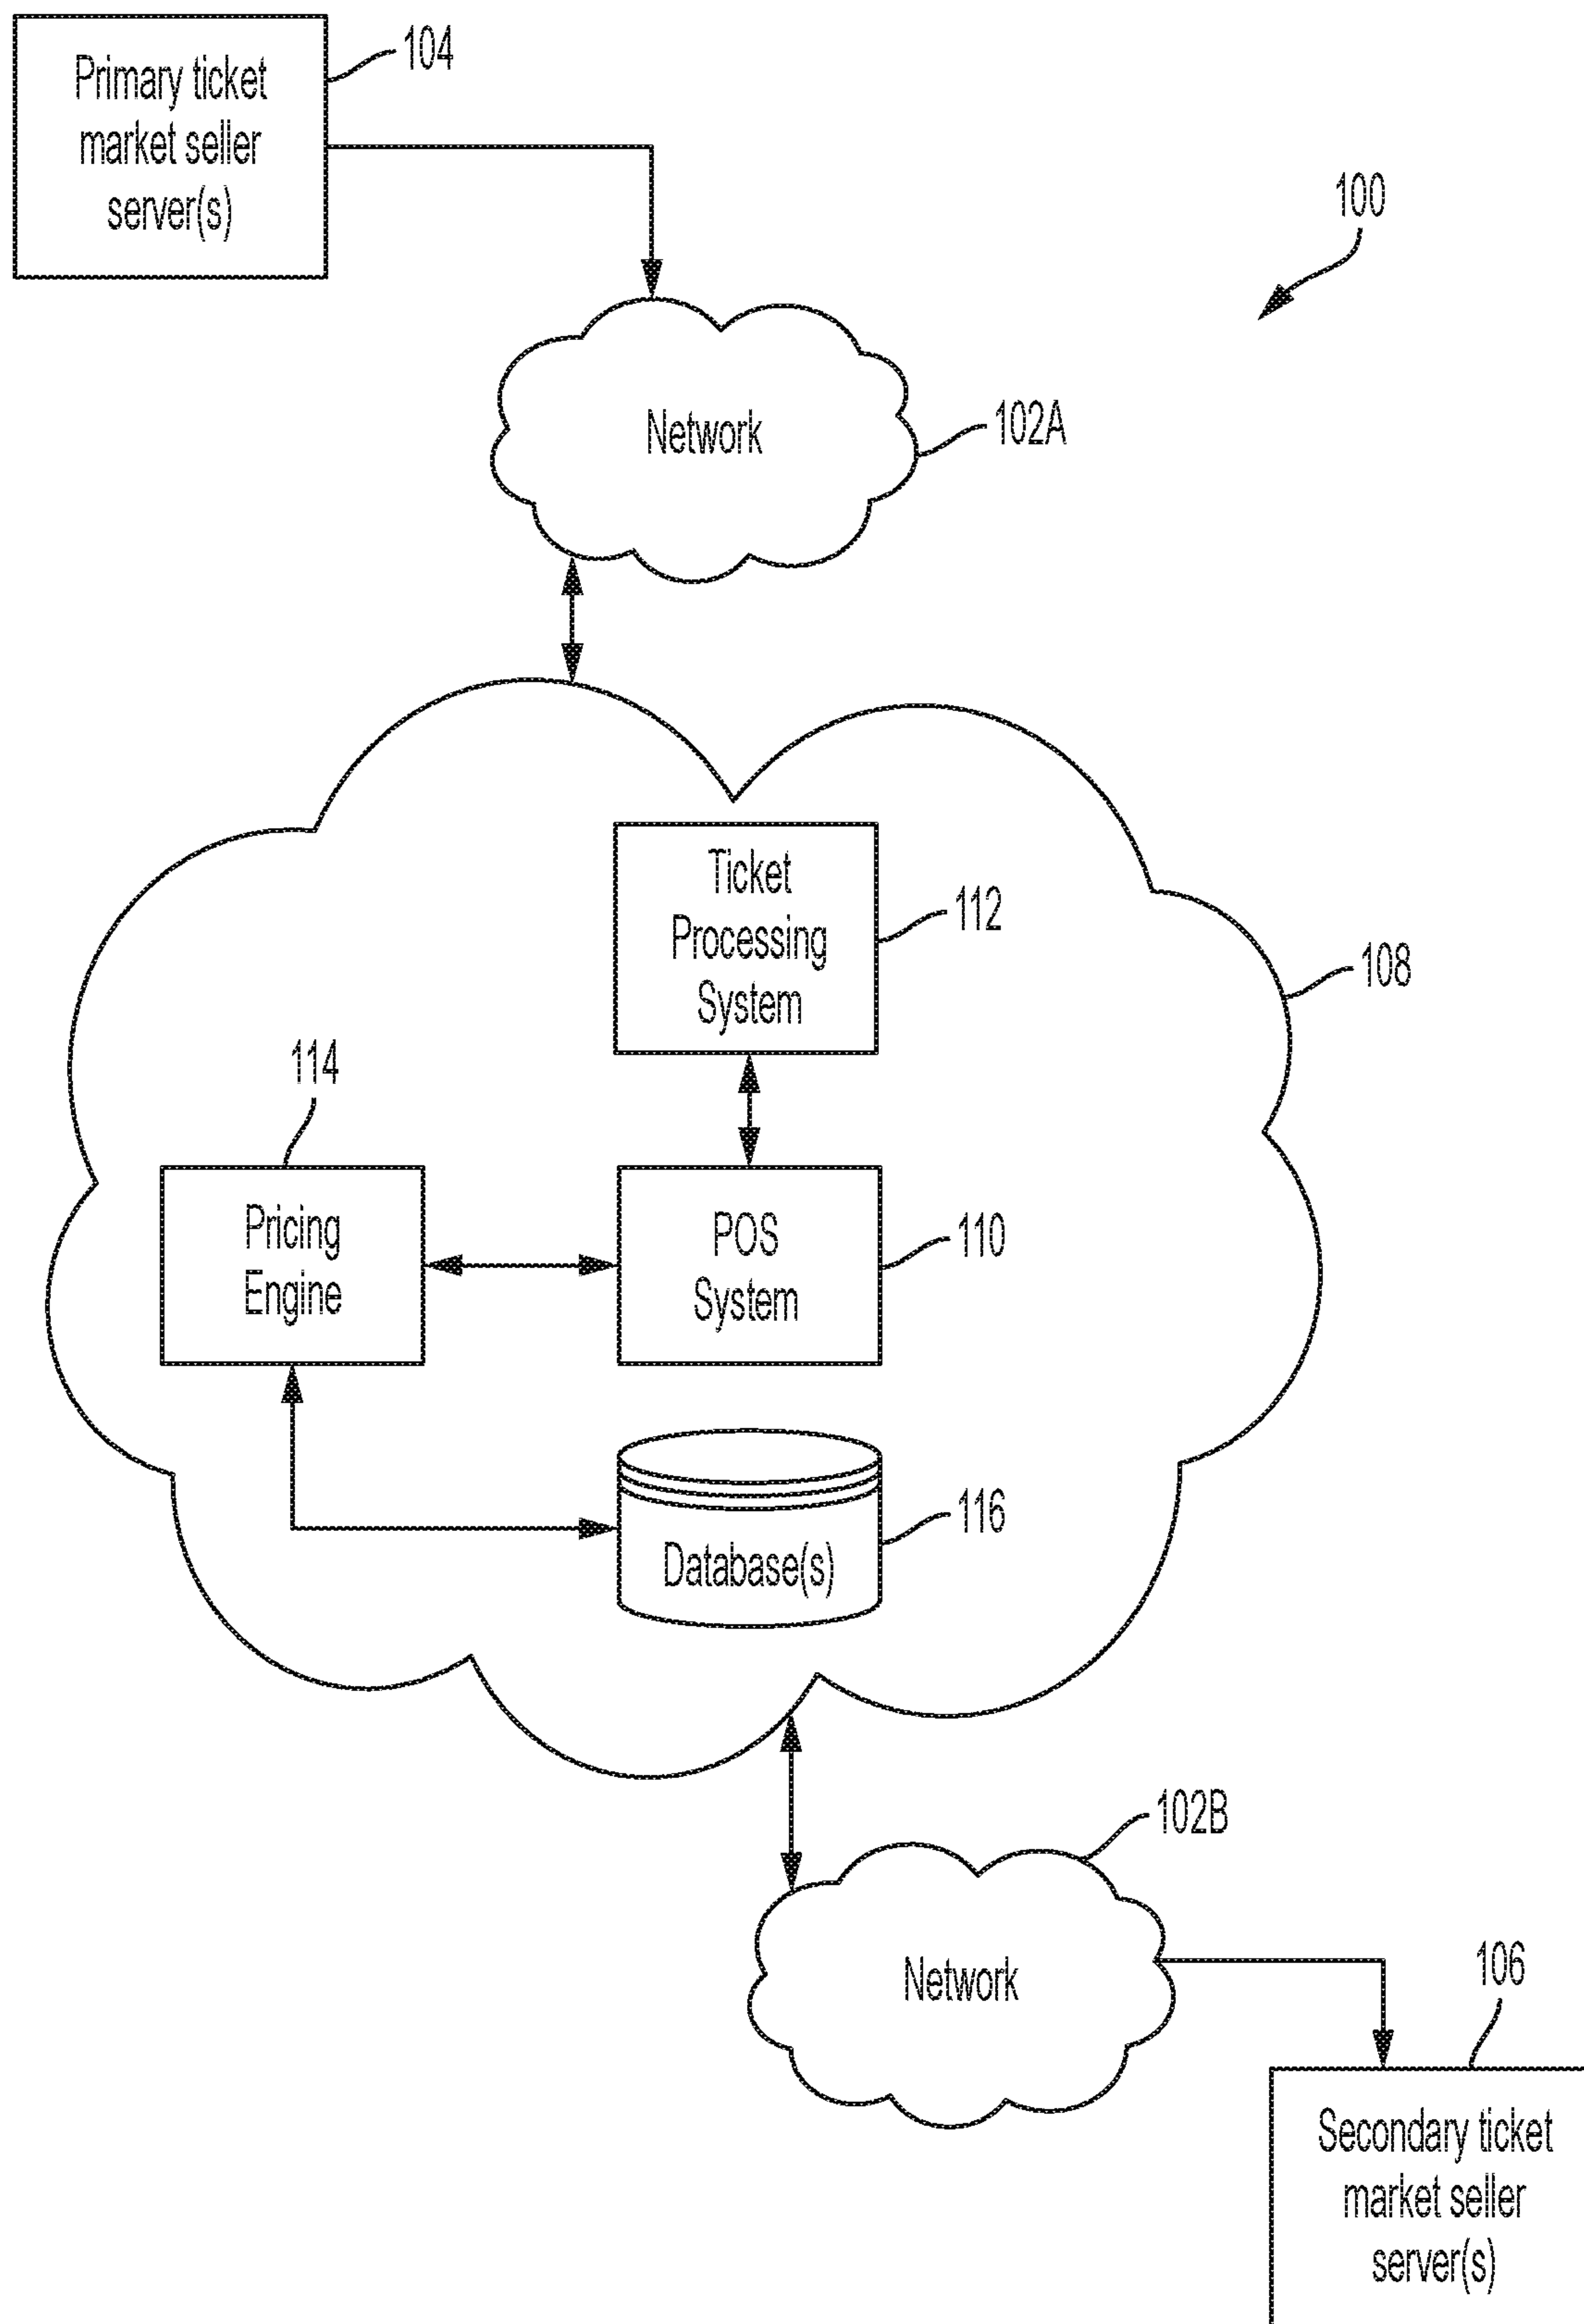 Primary ticket
market seller
server(s)
104
100
Network
102A
Ticket
Processing
System
112
108
114
Pricing
Engine
POS
System
110
Database(s)
116
102B
Network
106
Secondary ticket
market seller
server(s)